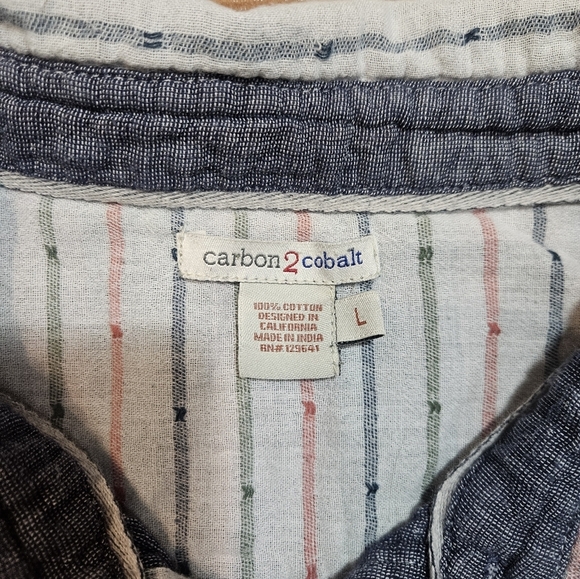 carbon2cobalt
100% COTTON
DESIGNED IN
CALIFORNIA
MADE IN INDIA
RN# 129641
L